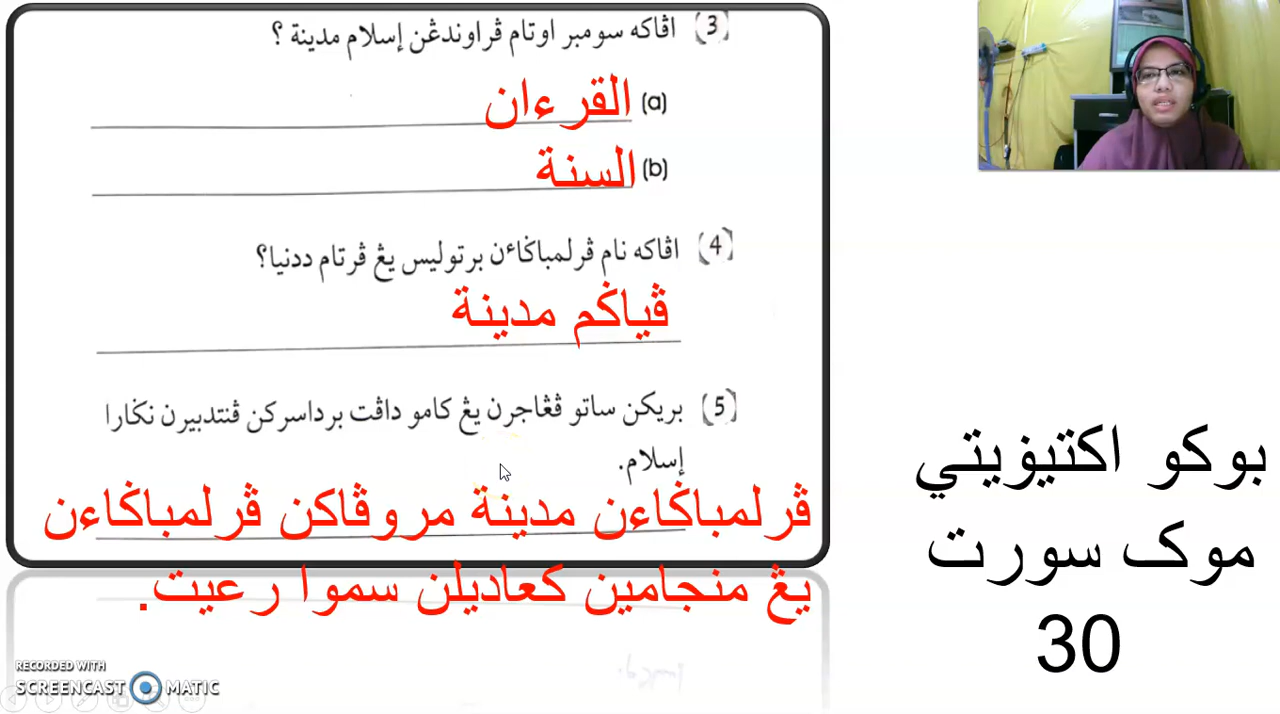 (3) اڤاکه سومبر اوتام ڤراوندڠن إسلام مدينة ؟
(a) القرءان
(b) السنة
(4) اڤاکه نام ڤرلمباݢاءن برتوليس يڠ ڤرتام ددنيا؟
ڤياݢم مدينة
(5) بريکن ساتو ڤڠاجرن يڠ کامو داڤت برداسرکن ڤنتدبيرن نݢارا
إسلام.
ڤرلمباݢاءن مدينة مروڤاکن ڤرلمباݢاءن
يڠ منجامين کعاديلن سموا رعيت.
بوکو اکتيۏيتي
موک سورت
30
RECORDED WITH
SCREENCAST MATIC